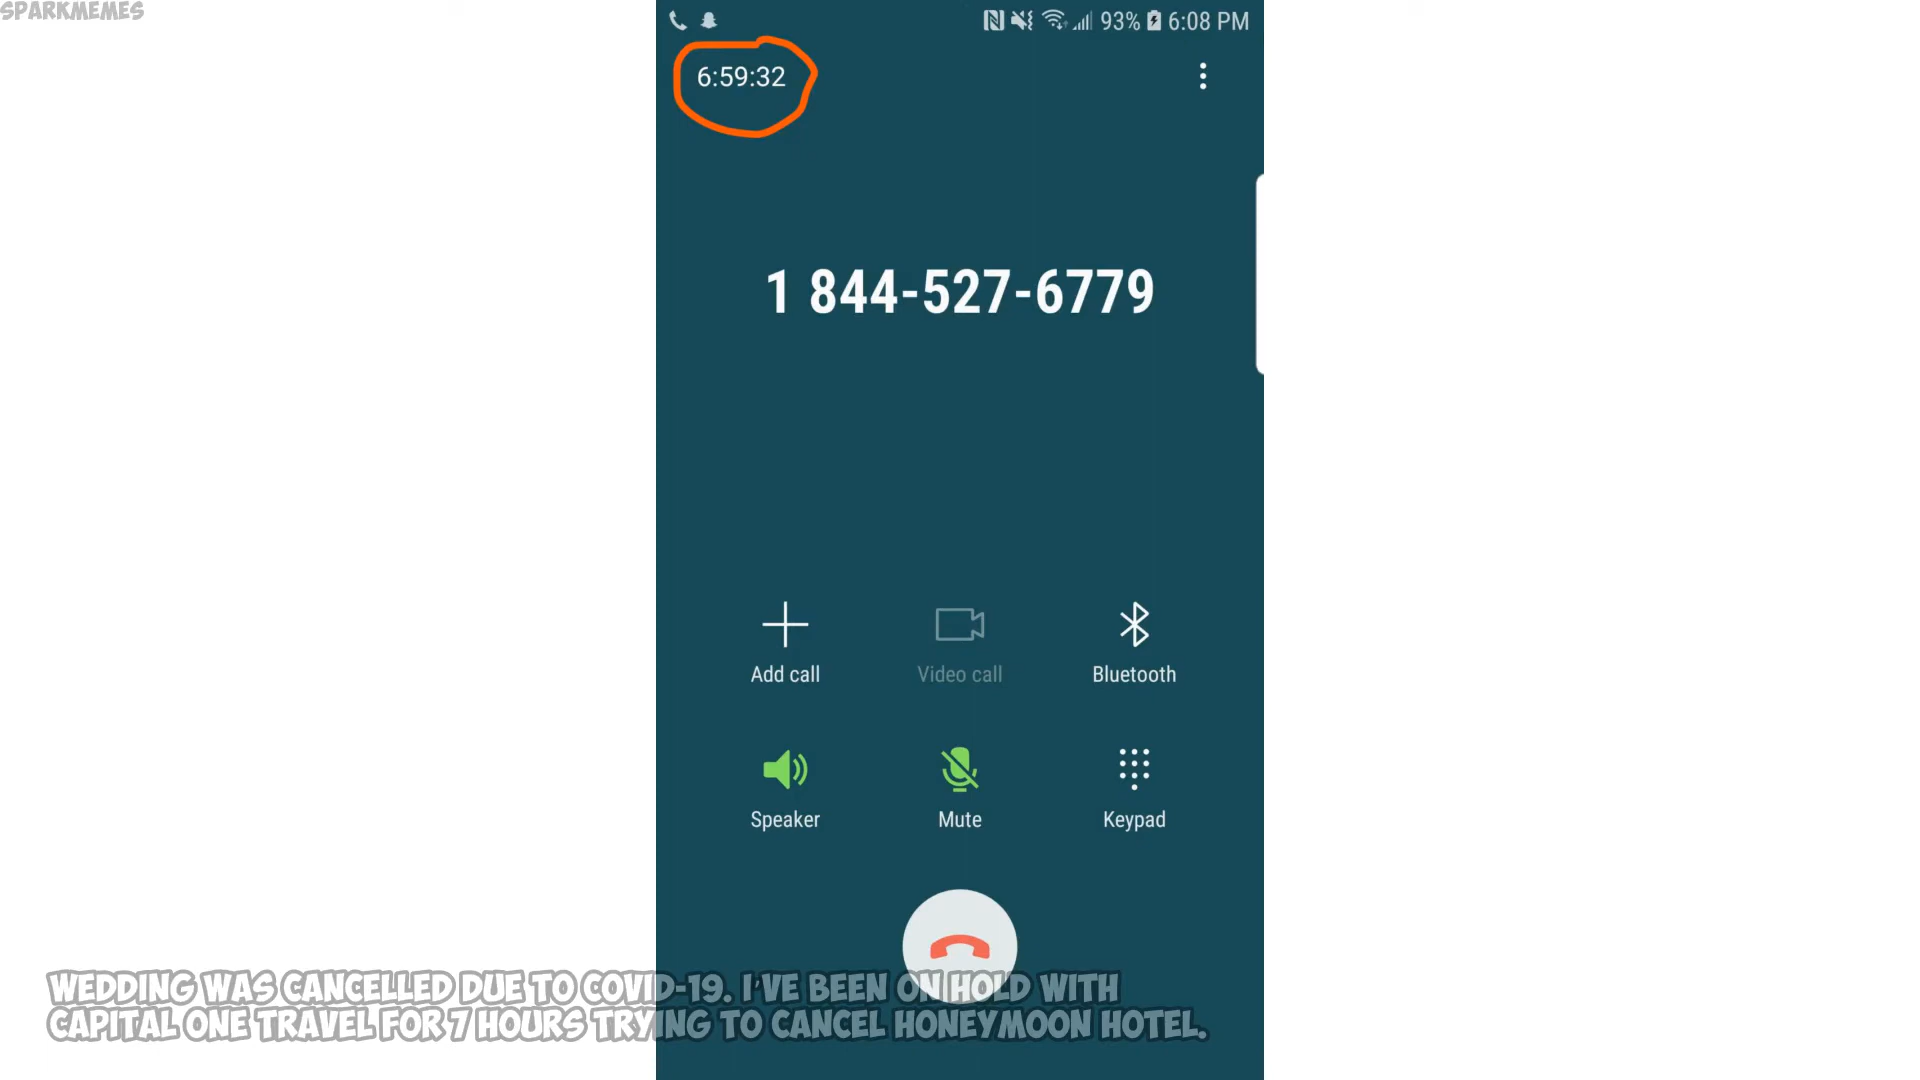 SPARKMEMES
93% 6:08 PM
6:59:32
1 844-527-6779
Add call
Video call
Bluetooth
Speaker
Mute
Keypad
WEDDING WAS CANCELLED DUE TO COVID-19. I'VE BEEN ON HOLD WITH
CAPITAL ONE TRAVEL FOR 7 HOURS TRYING TO CANCEL HONEYMOON HOTEL.